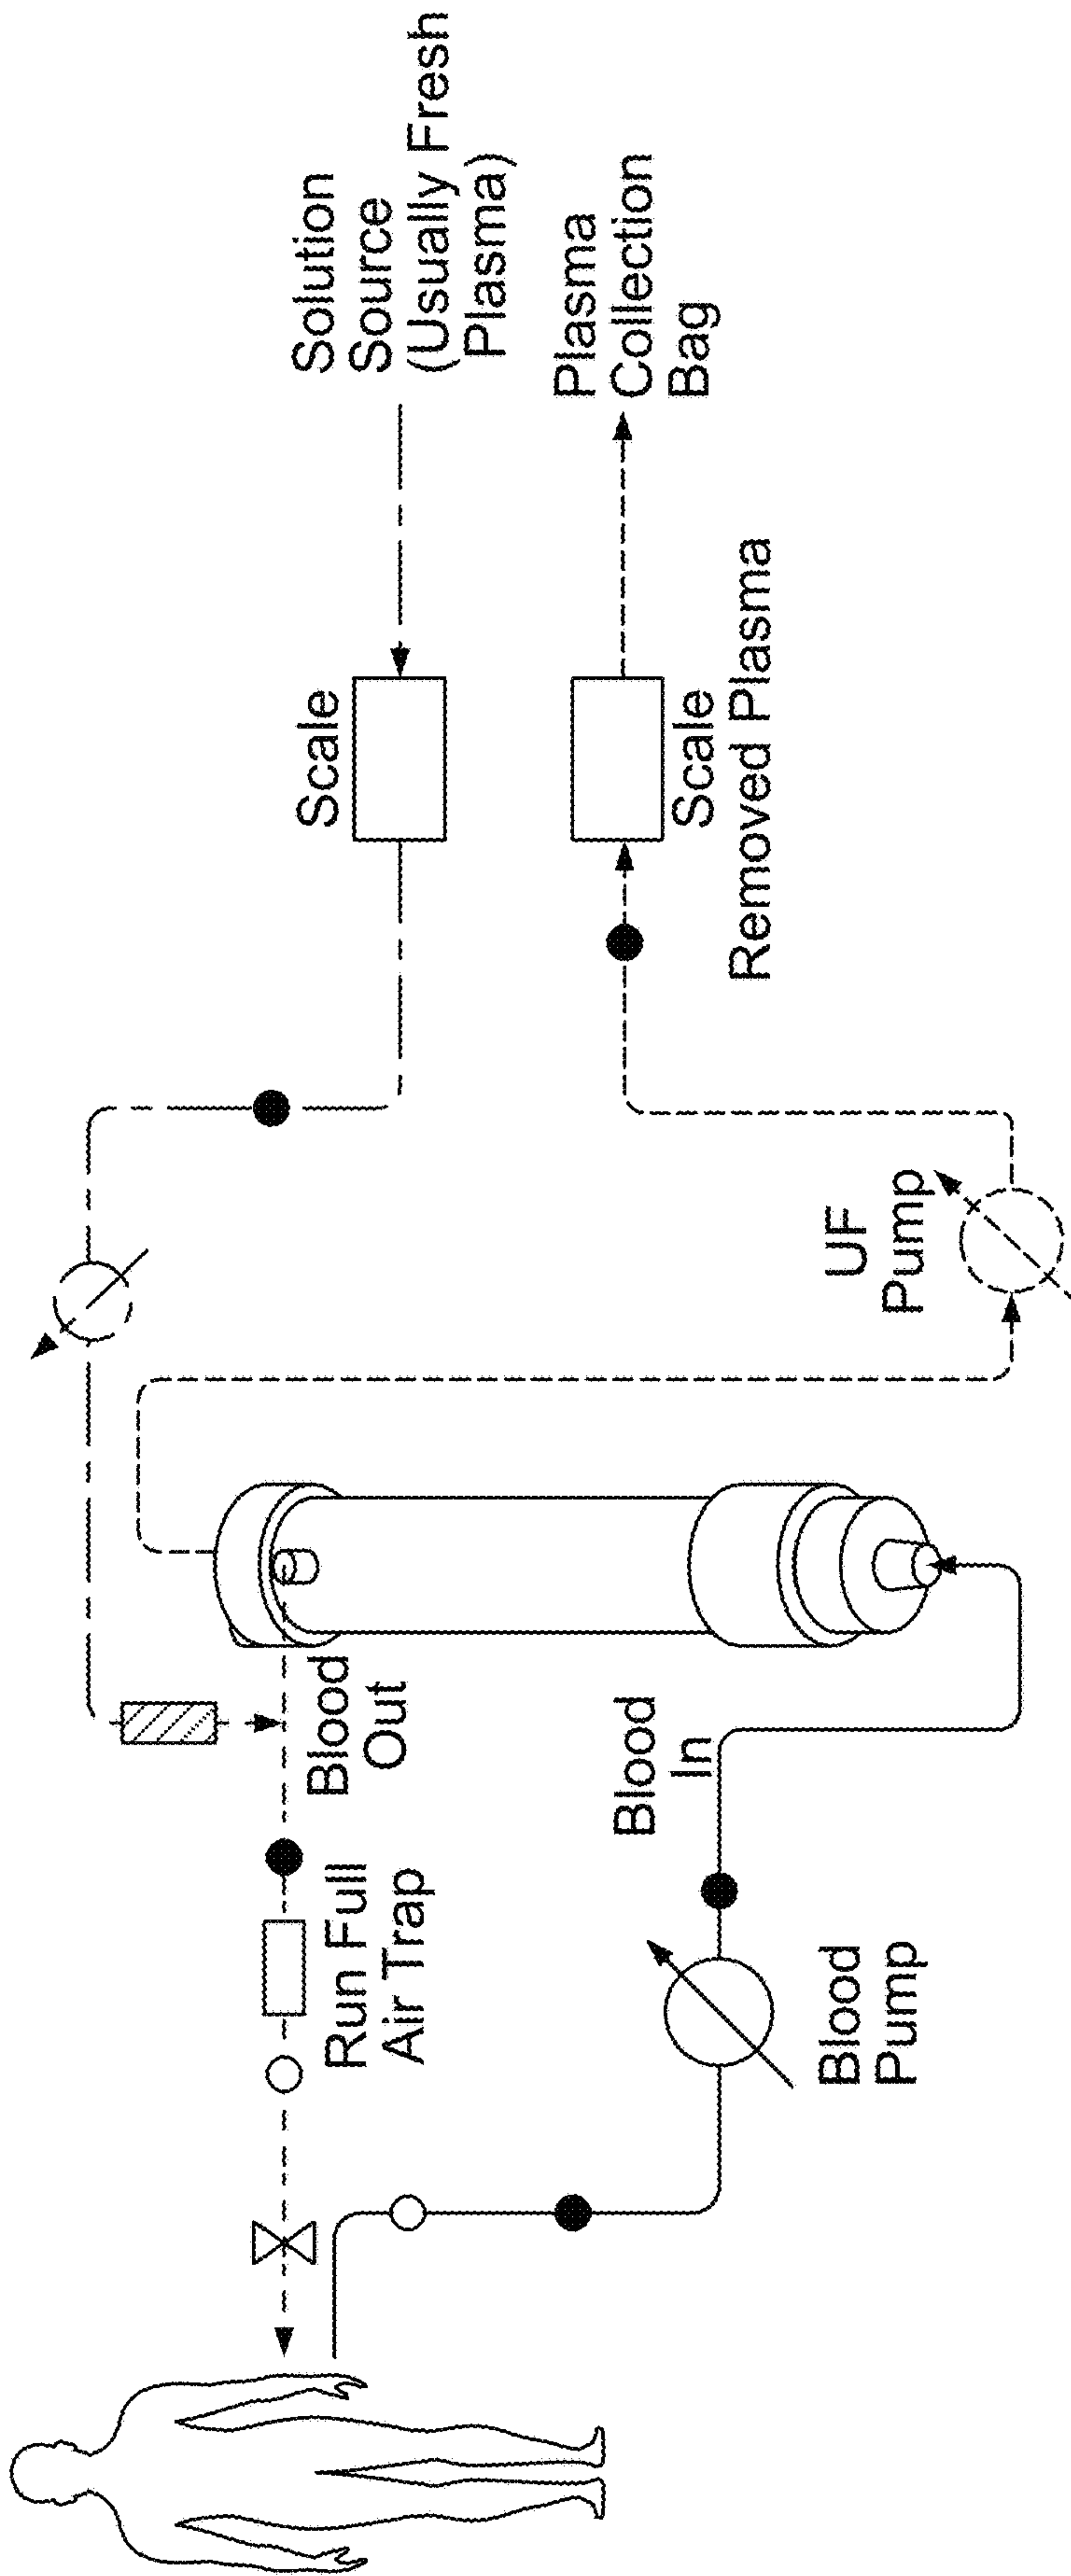 Solution
Source
(Usually Fresh
Plasma)
Scale
Plasma
Collection
Bag
Scale
Removed Plasma
UF
Pump
Blood
Out
Run Full
Air Trap
Blood
In
Blood
Pump